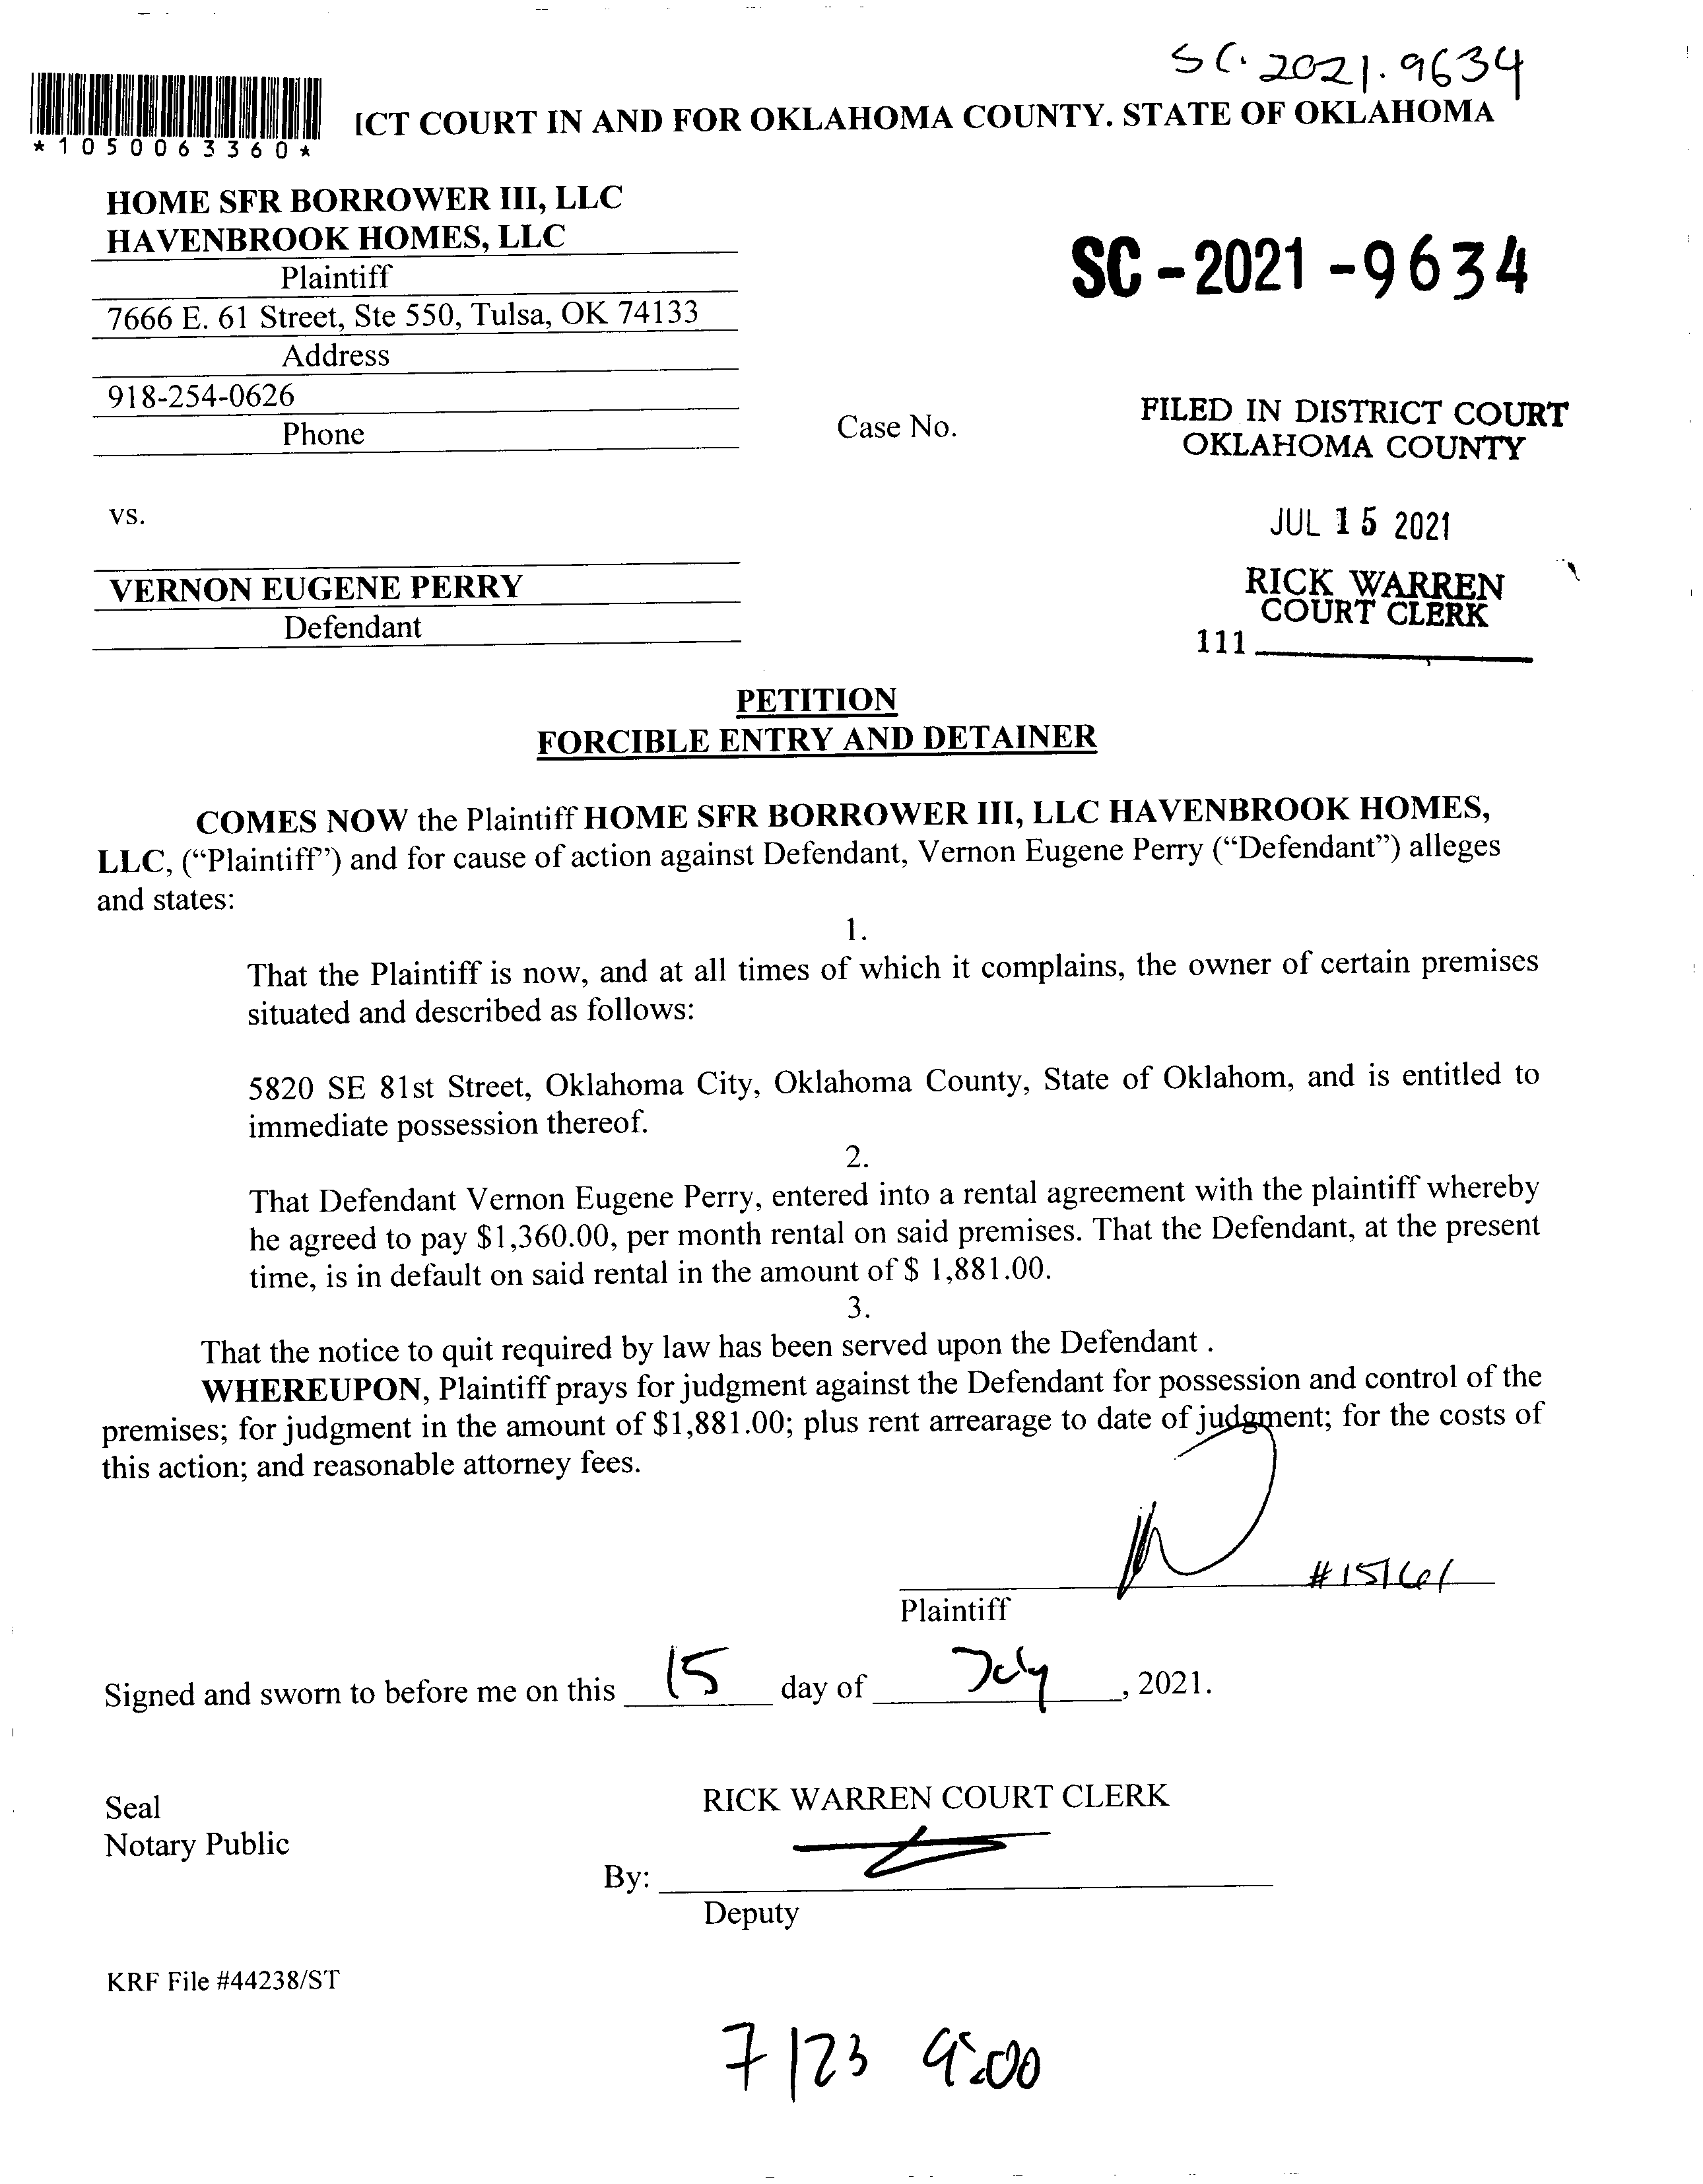 SC. 2021. 9634
*1050063360*
ICT COURT IN AND FOR OKLAHOMA COUNTY. STATE OF OKLAHOMA
HOME SFR BORROWER III, LLC
HAVENBROOK HOMES, LLC
Plaintiff
7666 E. 61 Street, Ste 550, Tulsa, OK 74133
Address
918-254-0626
Phone
SC-2021-9634
Case No.
FILED IN DISTRICT COURT
OKLAHOMA COUNTY
JUL 15 2021
RICK WARREN
COURT CLERK
111
vs.
VERNON EUGENE PERRY
Defendant
PETITION
FORCIBLE ENTRY AND DETAINER
COMES NOW the Plaintiff HOME SFR BORROWER III, LLC HAVENBROOK HOMES,
LLC, (“Plaintiff”) and for cause of action against Defendant, Vernon Eugene Perry (“Defendant”) alleges
and states:
1.
That the Plaintiff is now, and at all times of which it complains, the owner of certain premises
situated and described as follows:
5820 SE 81st Street, Oklahoma City, Oklahoma County, State of Oklahom, and is entitled to
immediate possession thereof.
2.
That Defendant Vernon Eugene Perry, entered into a rental agreement with the plaintiff whereby
he agreed to pay $1,360.00, per month rental on said premises. That the Defendant, at the present
time, is in default on said rental in the amount of $ 1,881.00.
3.
That the notice to quit required by law has been served upon the Defendant .
WHEREUPON, Plaintiff prays for judgment against the Defendant for possession and control of the
premises; for judgment in the amount of $1,881.00; plus rent arrearage to date of judgment; for the costs of
this action; and reasonable attorney fees.
Plaintiff
Signed and sworn to before me on this 15 day of July, 2021.
Seal
Notary Public
RICK WARREN COURT CLERK
By:
Deputy
KRF File #44238/ST
7/23 9:00